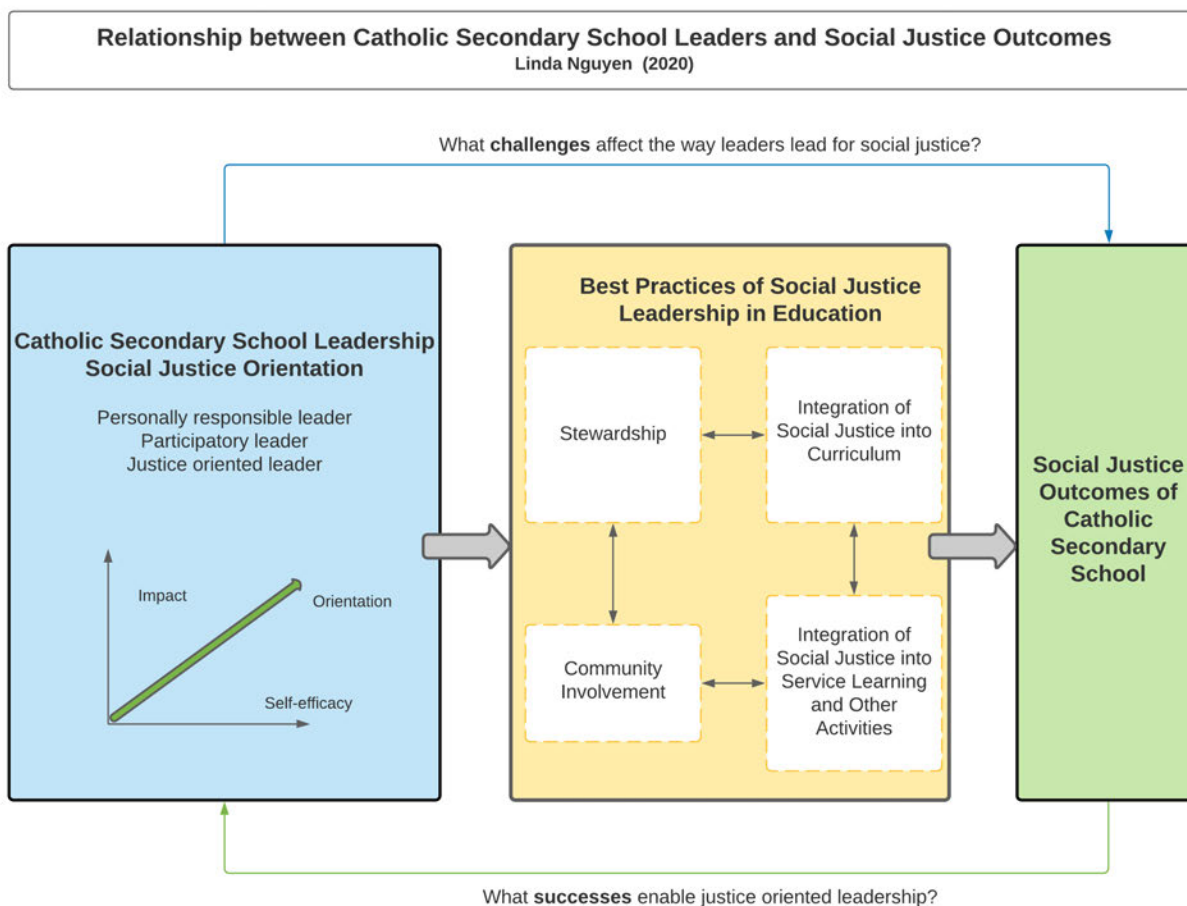 Relationship between Catholic Secondary School Leaders and Social Justice Outcomes
Linda Nguyen (2020)
What challenges affect the way leaders lead for social justice?
Catholic Secondary School Leadership
Social Justice Orientation
Personally responsible leader
Participatory leader
Justice oriented leader
Impact
Orientation
Self-efficacy
Best Practices of Social Justice
Leadership in Education
Stewardship
Integration of
Social Justice into
Curriculum
Community
Involvement
Integration of
Social Justice into
Service Learning
and Other
Activities
Social Justice
Outcomes of
Catholic
Secondary
School
What successes enable justice oriented leadership?